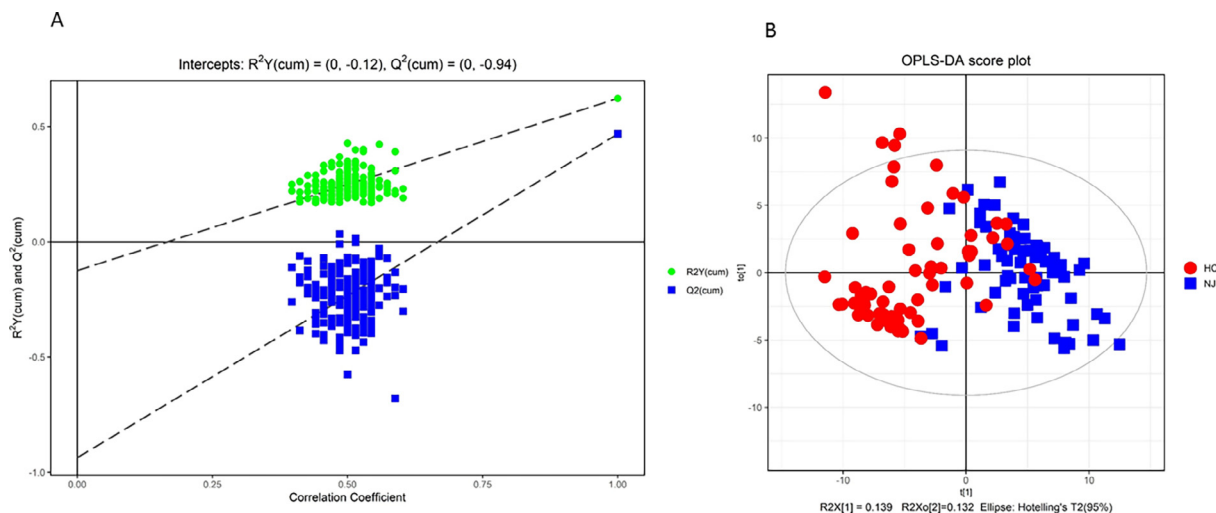 A
Intercepts: R²Y(cum) = (0, -0.12), Q²(cum) = (0, -0.94)
R²Y(cum) and Q²(cum)
0.5
0.0
-0.5
-1.0
0.00
0.25
0.50
0.75
1.00
Correlation Coefficient
R2Y(cum)
Q2(cum)
B
OPLS-DA score plot
to[1]
10
5
0
-5
-10
-10
0
10
t[1]
R2X[1] = 0.139 R2Xo[2]=0.132 Ellipse: Hotelling's T2(95%)
HC
NJ